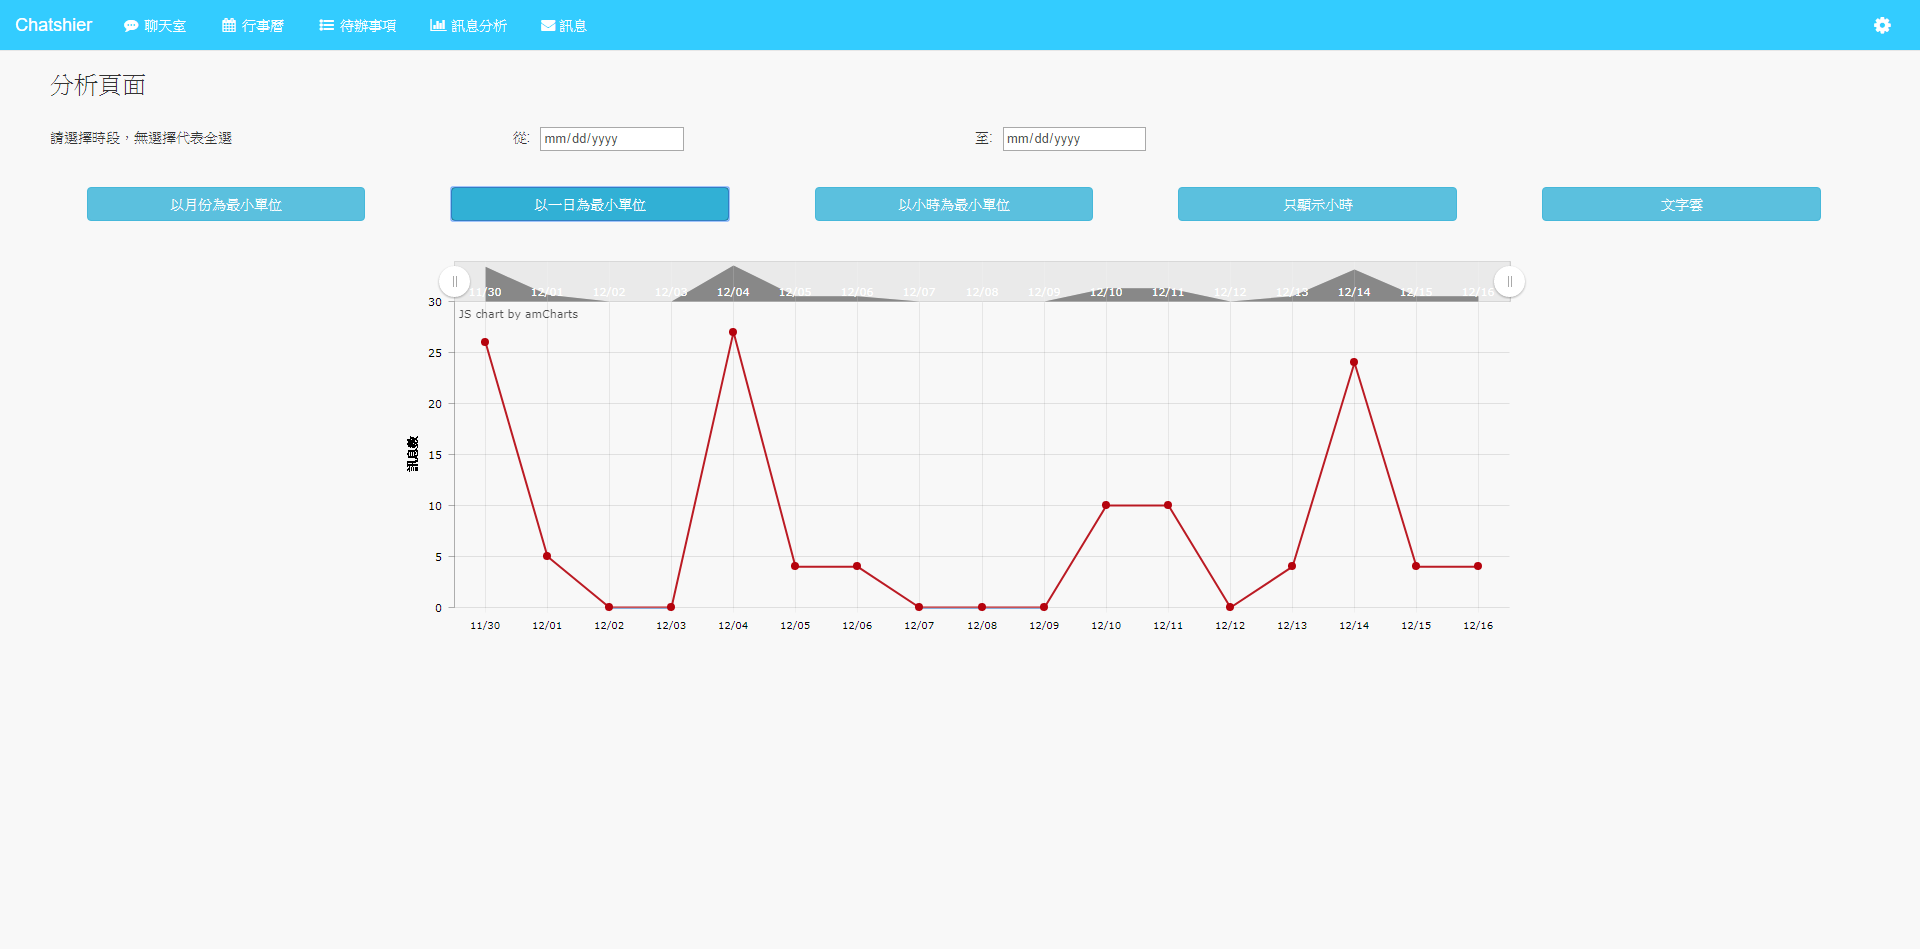 Chatshier 聊天室 行事曆 待辦事項 訊息分析 訊息
分析頁面
請選擇時段，無選擇代表全選 從: mm/dd/yyyy 至: mm/dd/yyyy
以月份為最小單位 以一日為最小單位 以小時為最小單位 只顯示小時 文字雲
11/30 12/01 12/02 12/03 12/04 12/05 12/06 12/07 12/08 12/09 12/10 12/11 12/12 12/13 12/14 12/15 12/16
30
JS chart by amCharts
25
20
15
訊息數
10
5
0
11/30 12/01 12/02 12/03 12/04 12/05 12/06 12/07 12/08 12/09 12/10 12/11 12/12 12/13 12/14 12/15 12/16